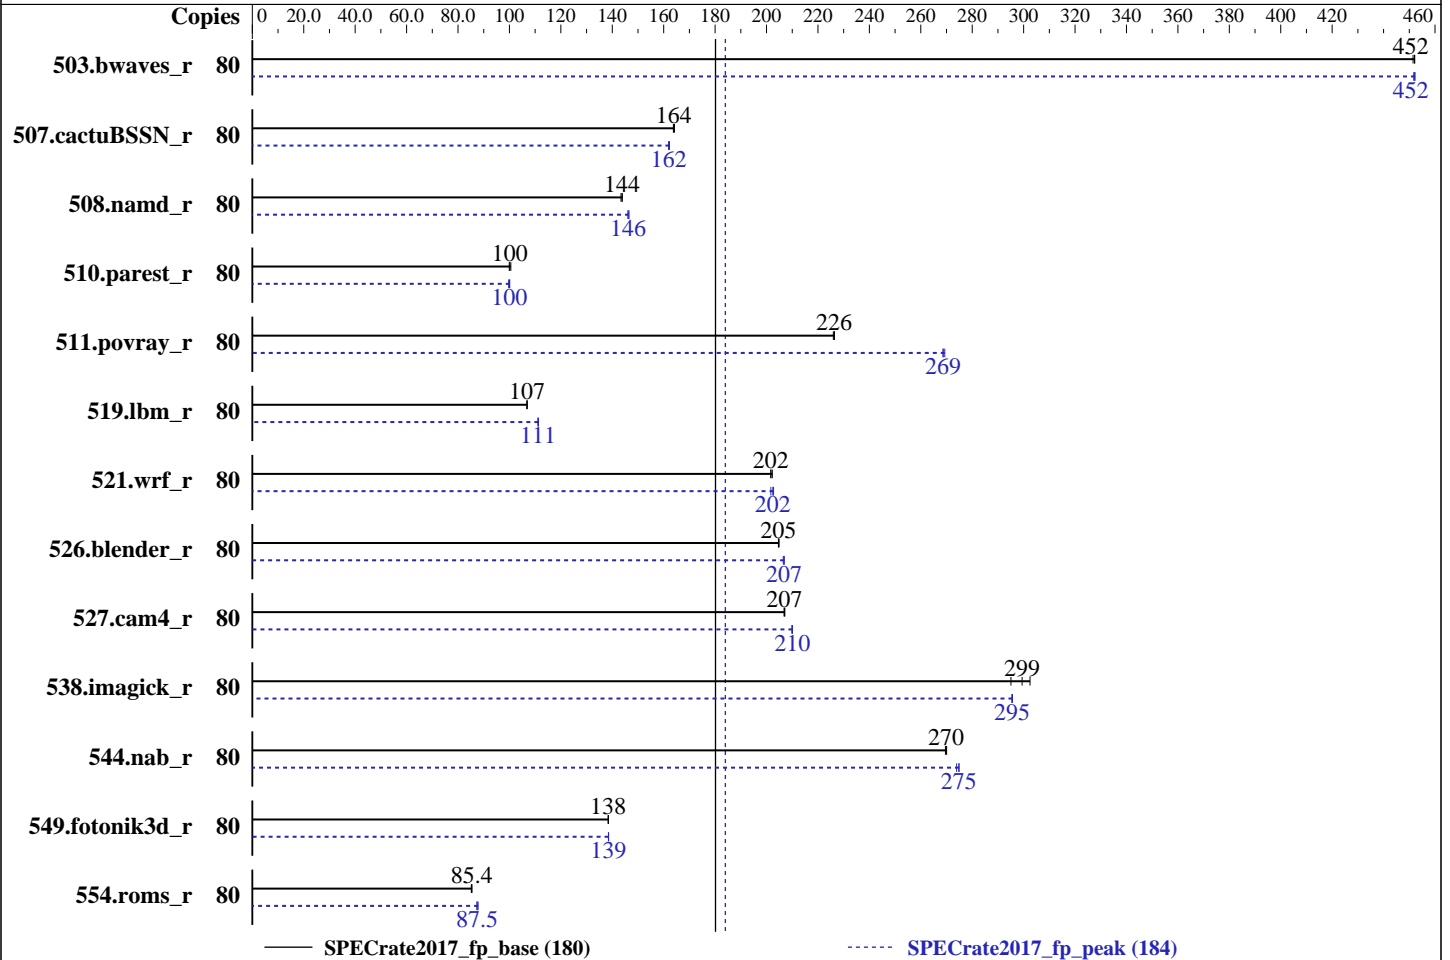 Copies 0 20.0 40.0 60.0 80.0 100 120 140 160 180 200 220 240 260 280 300 320 340 360 380 400 420 460
503.bwaves_r 80 452
452
507.cactuBSSN_r 80 164
162
508.namd_r 80 144
146
510.parest_r 80 100
100
511.povray_r 80 226
269
519.lbm_r 80 107
111
521.wrf_r 80 202
202
526.blender_r 80 205
207
527.cam4_r 80 207
210
538.imagick_r 80 299
295
544.nab_r 80 270
275
549.fotonik3d_r 80 138
139
554.roms_r 80 85.4
87.5
SPECrate2017_fp_base (180) SPECrate2017_fp_peak (184)